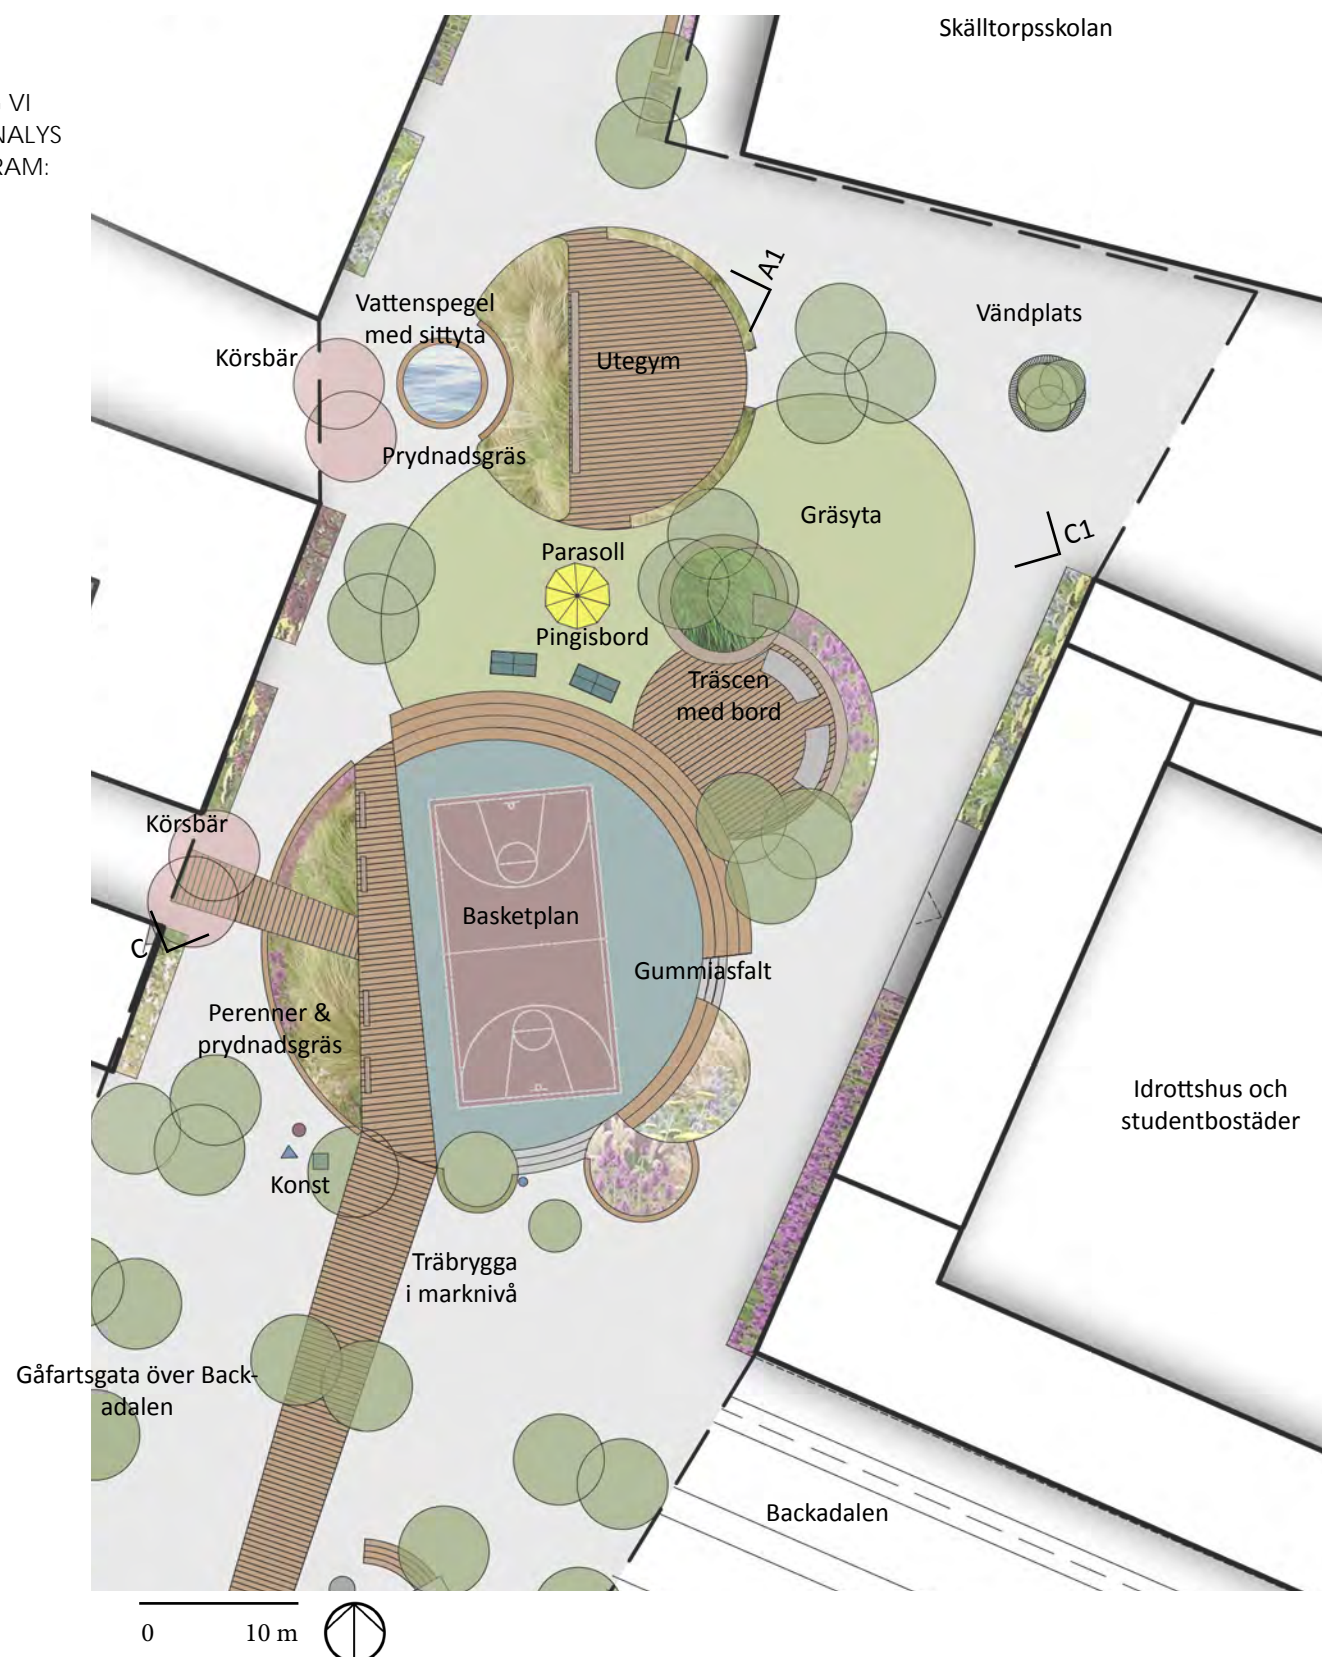 Skälltorpsskolan
VI
NALYS
RAM:
A1
Vattenspegel
med sittyta
Vändplats
Körsbär
Utegym
Prydnadsgräs
Gräsyta
C1
Parasoll
Pingisbord
Träscen
med bord
Körsbär
Basketplan
C
Gummiasfalt
Perenner &
prydnadsgräs
Idrottshus och
studentbostäder
Konst
Träbrygga
i marknivå
Gåfartsgata över Back-
adalen
Backadalen
0 10 m